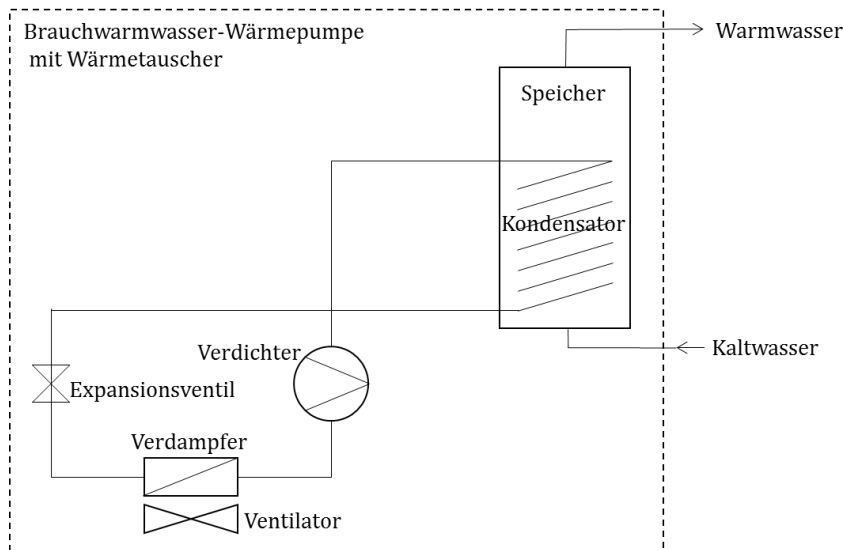 Brauchwarmwasser-Wärmepumpe
mit Wärmetauscher
Warmwasser
Speicher
Kondensator
Kaltwasser
Verdichter
Expansionsventil
Verdampfer
Ventilator